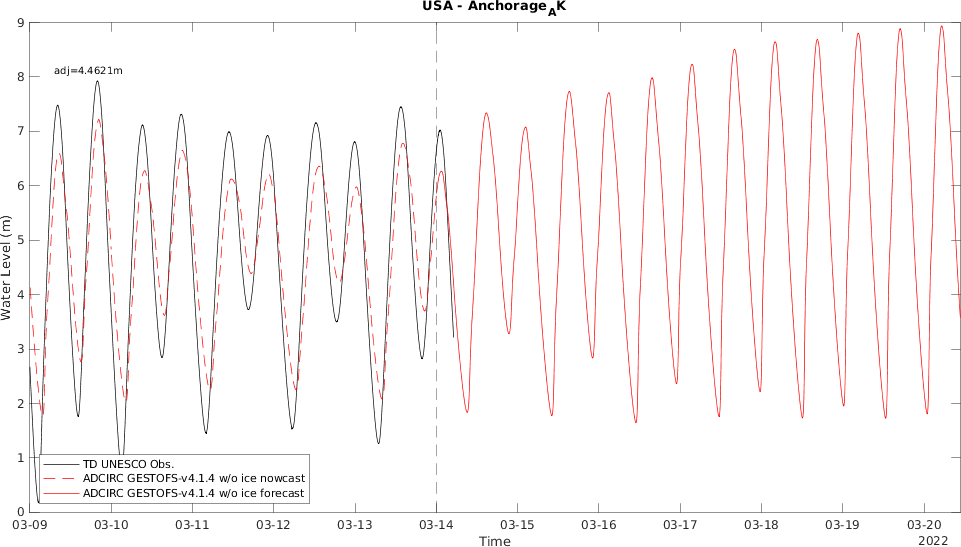 USA - Anchorage_AK
9
8
7
6
5
4
3
2
1
0
Water Level (m)
adj=4.4621m
TD UNESCO Obs.
ADCIRC GESTOFS-v4.1.4 w/o ice nowcast
ADCIRC GESTOFS-v4.1.4 w/o ice forecast
03-09 03-10 03-11 03-12 03-13 03-14 03-15 03-16 03-17 03-18 03-19 03-20
Time
2022